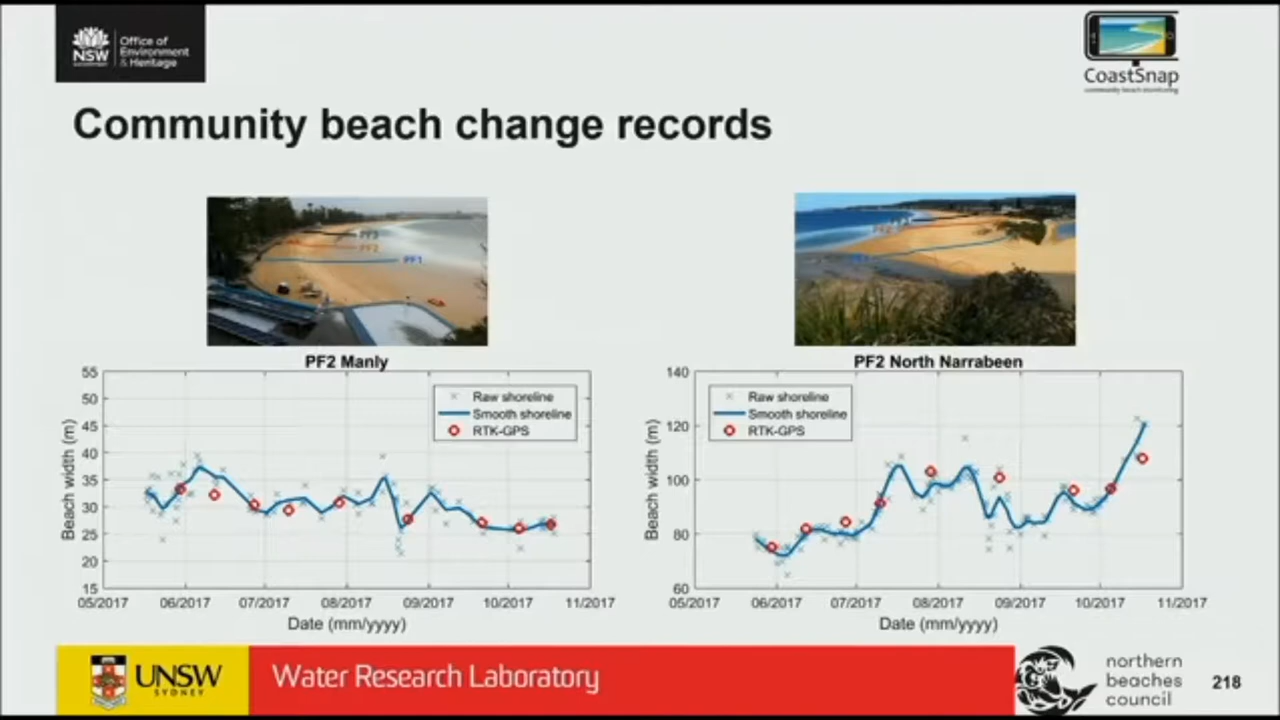 NSW
GOVERNMENT
Office of
Environment
& Heritage
CoastSnap
community beach monitoring
Community beach change records
PF3
PF2
PF1
PF2 Manly
55
50
45
40
35
30
25
20
15
Beach width (m)
Raw shoreline
Smooth shoreline
RTK-GPS
05/2017 06/2017 07/2017 08/2017 09/2017 10/2017 11/2017
Date (mm/yyyy)
PF2 North Narrabeen
140
120
100
80
60
Beach width (m)
Raw shoreline
Smooth shoreline
RTK-GPS
05/2017 06/2017 07/2017 08/2017 09/2017 10/2017 11/2017
Date (mm/yyyy)
UNSW
SYDNEY
Water Research Laboratory
northern
beaches
council
218